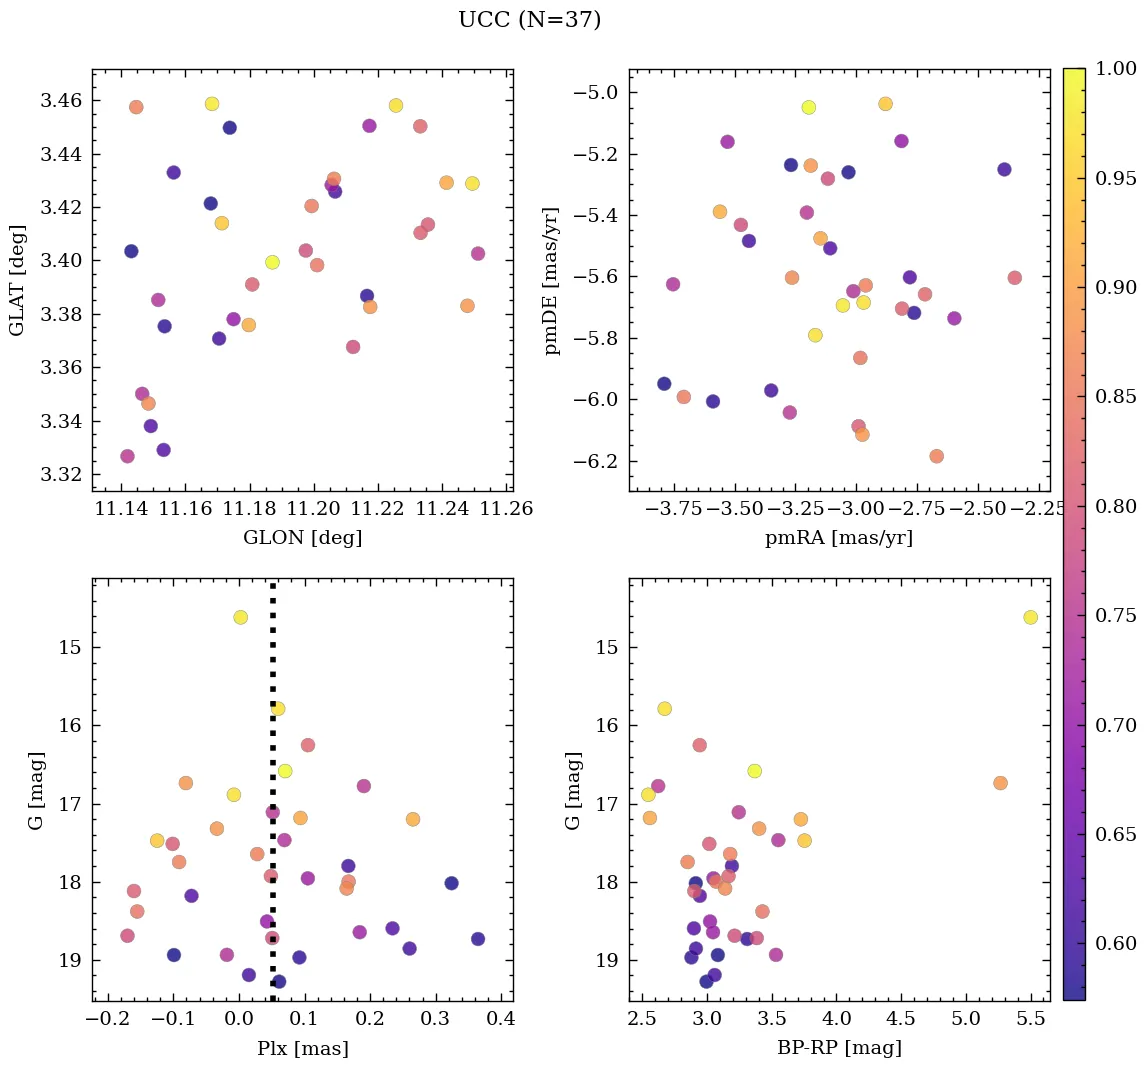 UCC (N=37)
3.46
3.44
3.42
3.40
3.38
3.36
3.34
3.32
GLAT [deg]
11.14 11.16 11.18 11.20 11.22 11.24 11.26
GLON [deg]
−5.0
−5.2
−5.4
−5.6
−5.8
−6.0
−6.2
pmDE [mas/yr]
−3.75 −3.50 −3.25 −3.00 −2.75 −2.50 −2.25
pmRA [mas/yr]
15
16
17
18
19
G [mag]
−0.2 −0.1 0.0 0.1 0.2 0.3 0.4
Plx [mas]
15
16
17
18
19
G [mag]
2.5 3.0 3.5 4.0 4.5 5.0 5.5
BP-RP [mag]
1.00
0.95
0.90
0.85
0.80
0.75
0.70
0.65
0.60